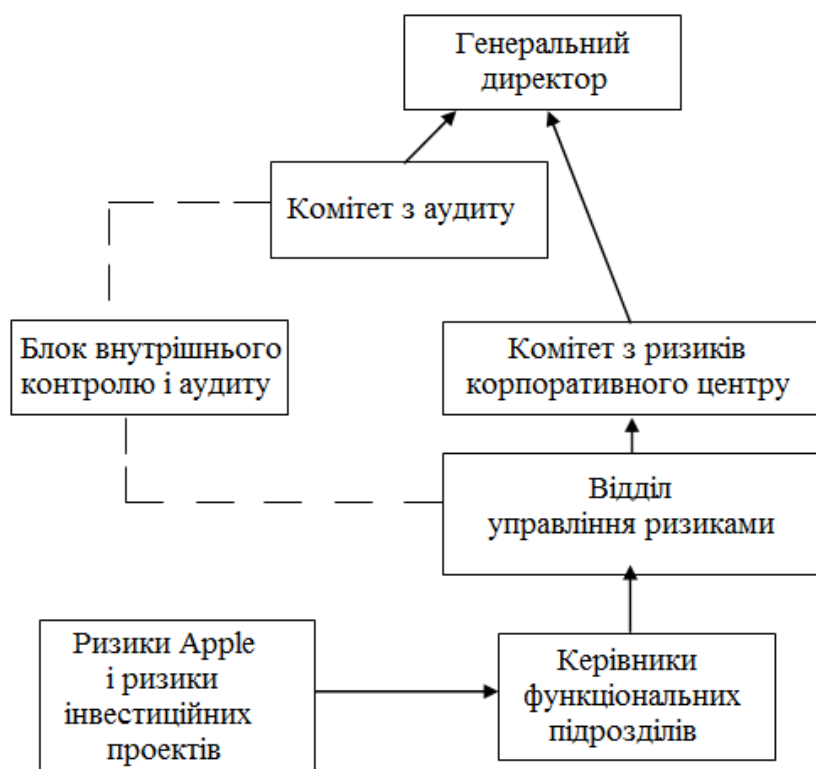 Генеральний
директор
Комітет з аудиту
Блок внутрішнього
контролю і аудиту
Комітет з ризиків
корпоративного центру
Відділ
управління ризиками
Ризики Apple
і ризики
інвестиційних
проектів
Керівники
функціональних
підрозділів